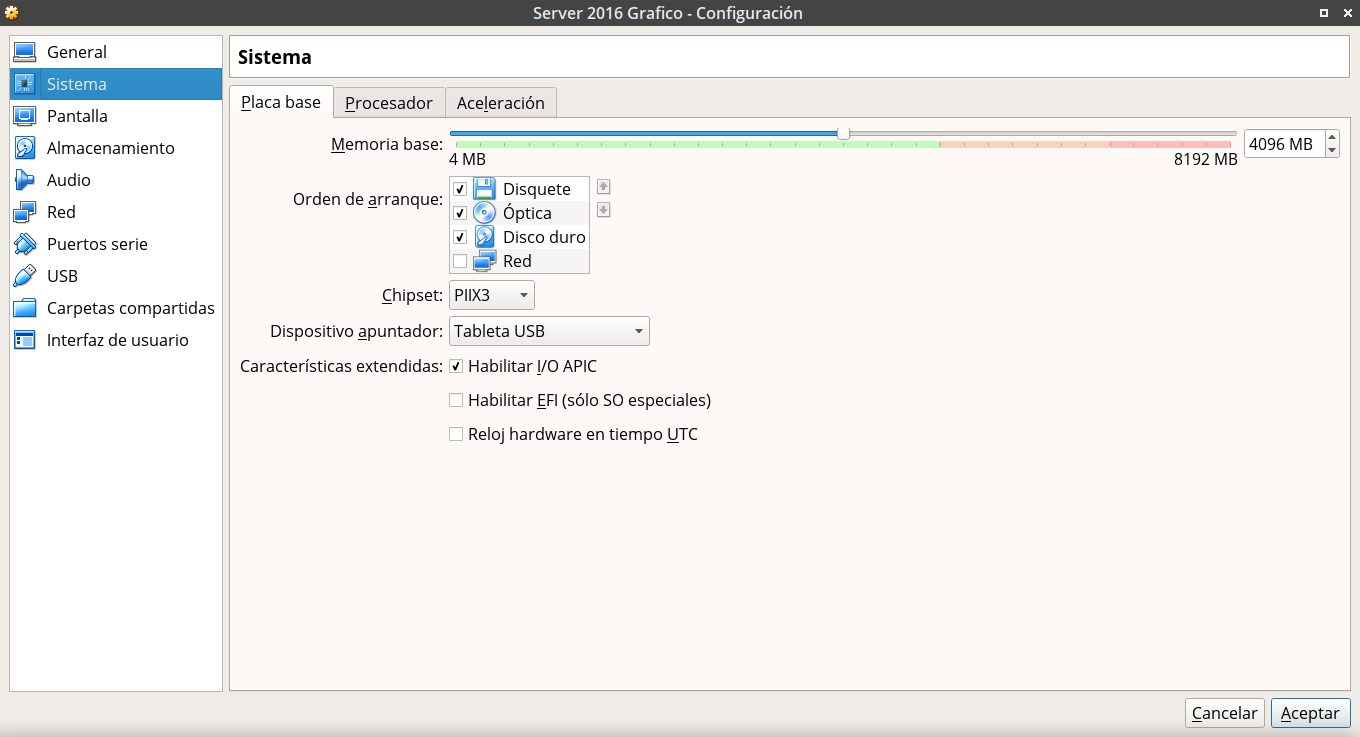 Server 2016 Grafico - Configuración
General
Sistema
Pantalla
Almacenamiento
Audio
Red
Puertos serie
USB
Carpetas compartidas
Interfaz de usuario
Sistema
Placa base Procesador Aceleración
Memoria base: 4096 MB
4 MB 8192 MB
Orden de arranque:
Disquete
Óptica
Disco duro
Red
Chipset: PIIX3
Dispositivo apuntador: Tableta USB
Características extendidas: Habilitar I/O APIC
Habilitar EFI (sólo SO especiales)
Reloj hardware en tiempo UTC
Cancelar Aceptar